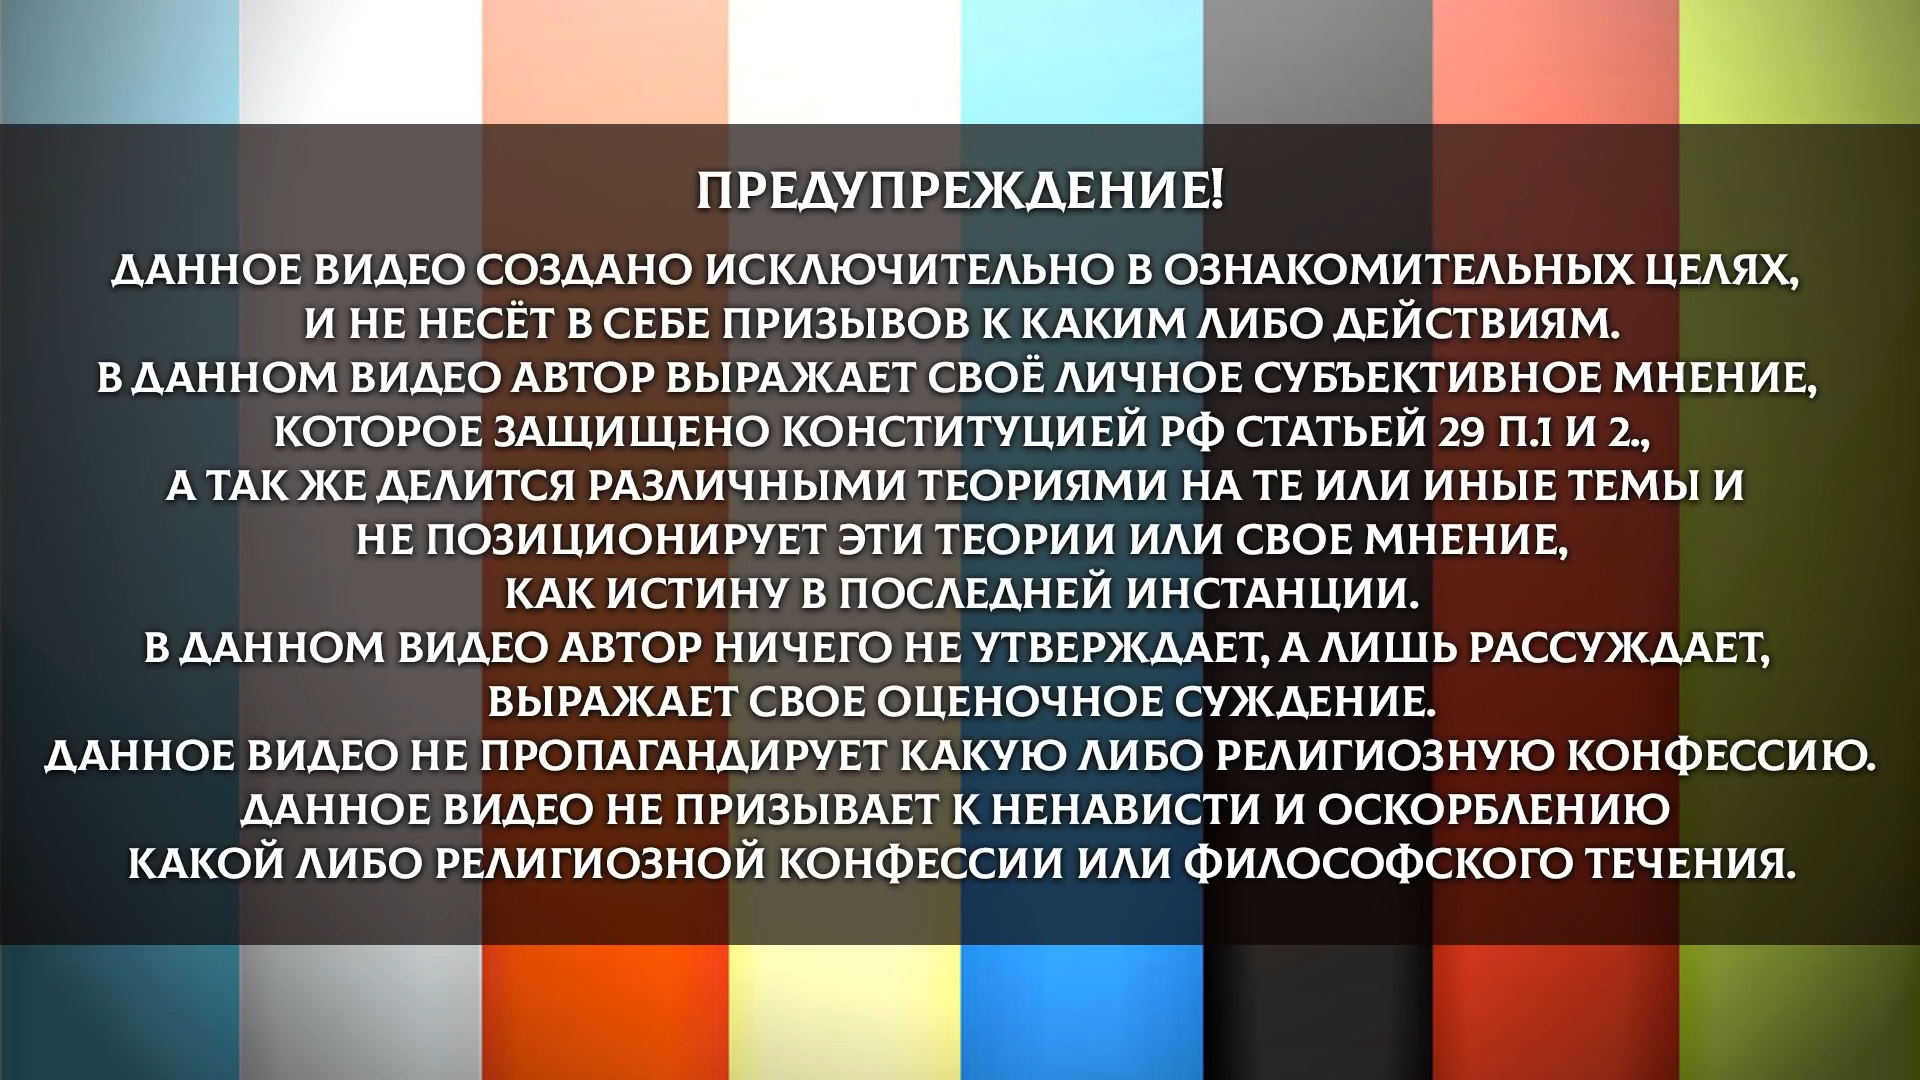 ПРЕДУПРЕЖДЕНИЕ!
ДАННОЕ ВИДЕО СОЗДАНО ИСКЛЮЧИТЕЛЬНО В ОЗНАКОМИТЕЛЬНЫХ ЦЕЛЯХ,
И НЕ НЕСЁТ В СЕБЕ ПРИЗЫВОВ К КАКИМ ЛИБО ДЕЙСТВИЯМ.
В ДАННОМ ВИДЕО АВТОР ВЫРАЖАЕТ СВОЁ ЛИЧНОЕ СУБЪЕКТИВНОЕ МНЕНИЕ,
КОТОРОЕ ЗАЩИЩЕНО КОНСТИТУЦИЕЙ РФ СТАТЬЕЙ 29 П.1 И 2.,
А ТАК ЖЕ ДЕЛИТСЯ РАЗЛИЧНЫМИ ТЕОРИЯМИ НА ТЕ ИЛИ ИНЫЕ ТЕМЫ И
НЕ ПОЗИЦИОНИРУЕТ ЭТИ ТЕОРИИ ИЛИ СВОЕ МНЕНИЕ,
КАК ИСТИНУ В ПОСЛЕДНЕЙ ИНСТАНЦИИ.
В ДАННОМ ВИДЕО АВТОР НИЧЕГО НЕ УТВЕРЖДАЕТ, А ЛИШЬ РАССУЖДАЕТ,
ВЫРАЖАЕТ СВОЕ ОЦЕНОЧНОЕ СУЖДЕНИЕ.
ДАННОЕ ВИДЕО НЕ ПРОПАГАНДИРУЕТ КАКУЮ ЛИБО РЕЛИГИОЗНУЮ КОНФЕССИЮ.
ДАННОЕ ВИДЕО НЕ ПРИЗЫВАЕТ К НЕНАВИСТИ И ОСКОРБЛЕНИЮ
КАКОЙ ЛИБО РЕЛИГИОЗНОЙ КОНФЕССИИ ИЛИ ФИЛОСОФСКОГО ТЕЧЕНИЯ.